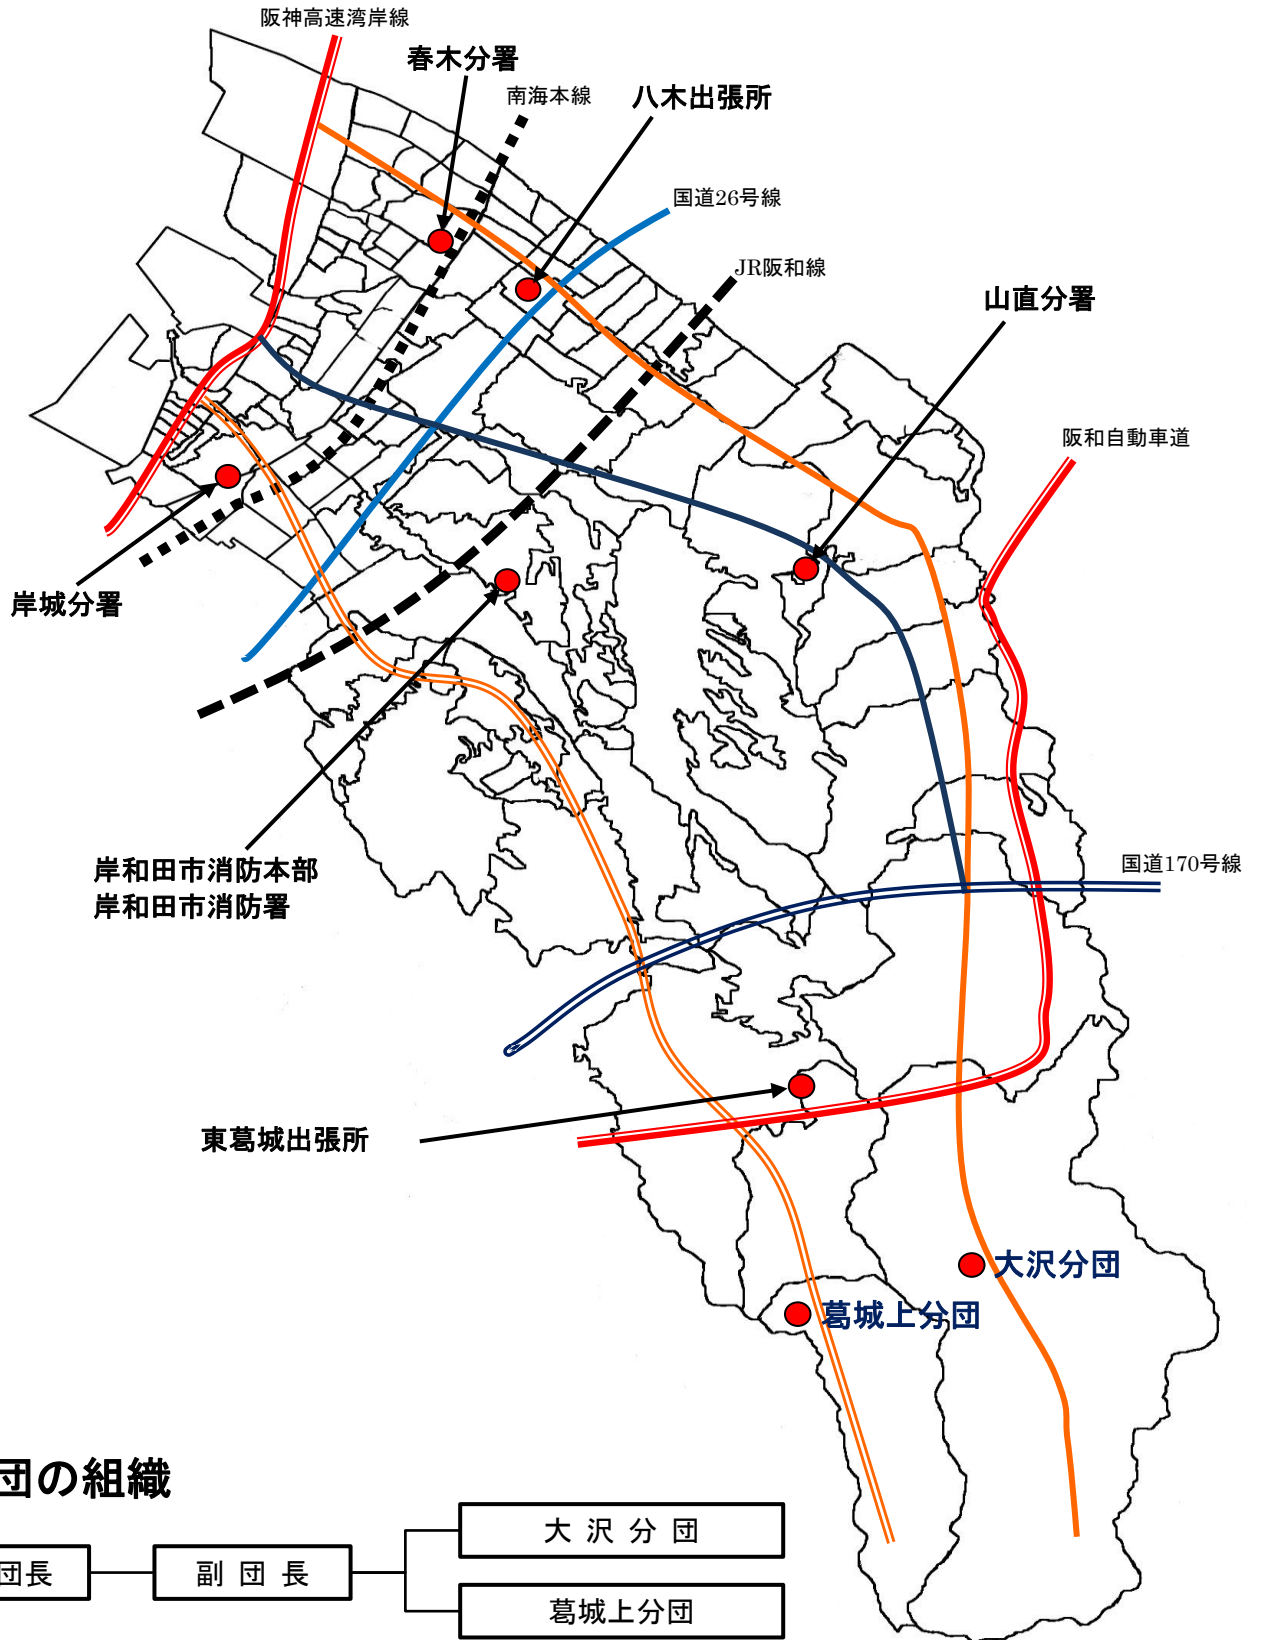 阪神高速湾岸線
春木分署
南海本線
八木出張所
国道26号線
JR阪和線
山直分署
阪和自動車道
岸城分署
岸和田市消防本部
岸和田市消防署
国道170号線
東葛城出張所
大沢分団
葛城上分団
団の組織
団長
副団長
大沢分団
葛城上分団